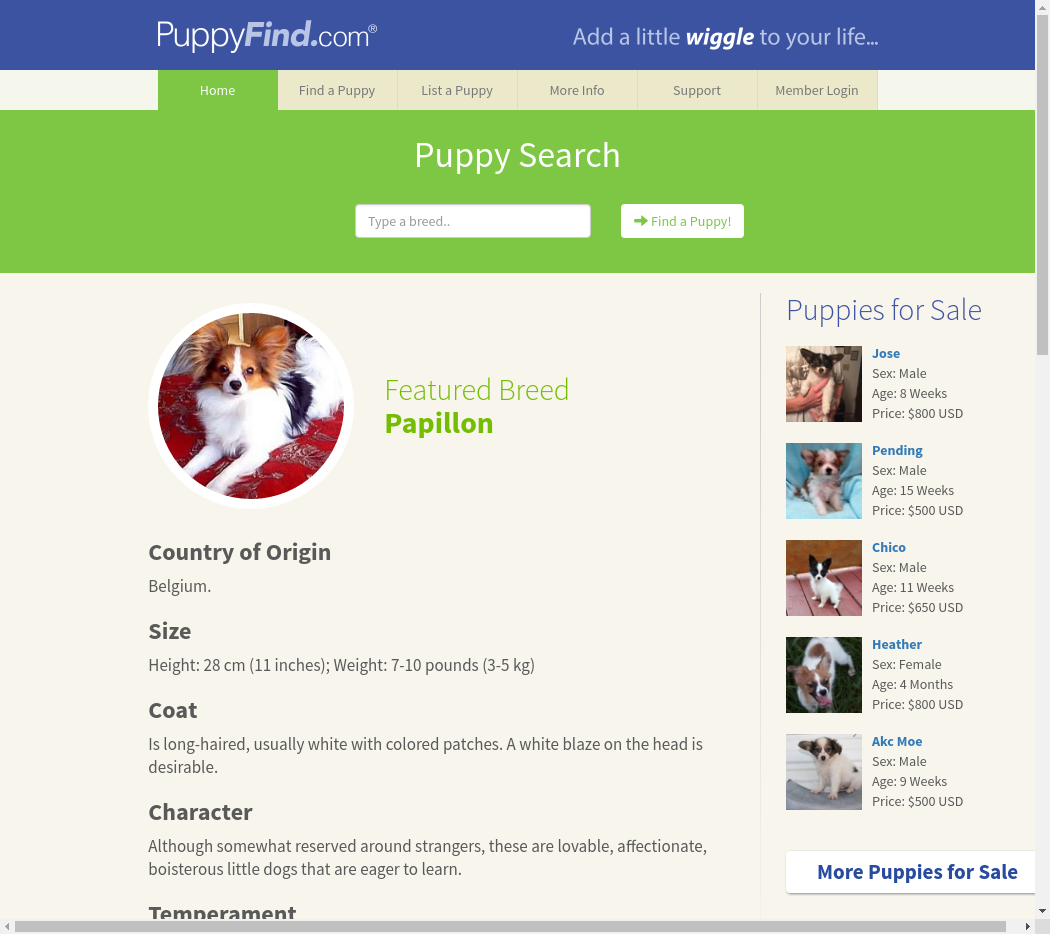 PuppyFind.com®
Add a little wiggle to your life...
Home
Find a Puppy
List a Puppy
More Info
Support
Member Login
Puppy Search
Type a breed..
Find a Puppy!
Featured Breed
Papillon
Country of Origin
Belgium.
Size
Height: 28 cm (11 inches); Weight: 7-10 pounds (3-5 kg)
Coat
Is long-haired, usually white with colored patches. A white blaze on the head is
desirable.
Character
Although somewhat reserved around strangers, these are lovable, affectionate,
boisterous little dogs that are eager to learn.
Temperament
Puppies for Sale
Jose
Sex: Male
Age: 8 Weeks
Price: $800 USD
Pending
Sex: Male
Age: 15 Weeks
Price: $500 USD
Chico
Sex: Male
Age: 11 Weeks
Price: $650 USD
Heather
Sex: Female
Age: 4 Months
Price: $800 USD
Akc Moe
Sex: Male
Age: 9 Weeks
Price: $500 USD
More Puppies for Sale